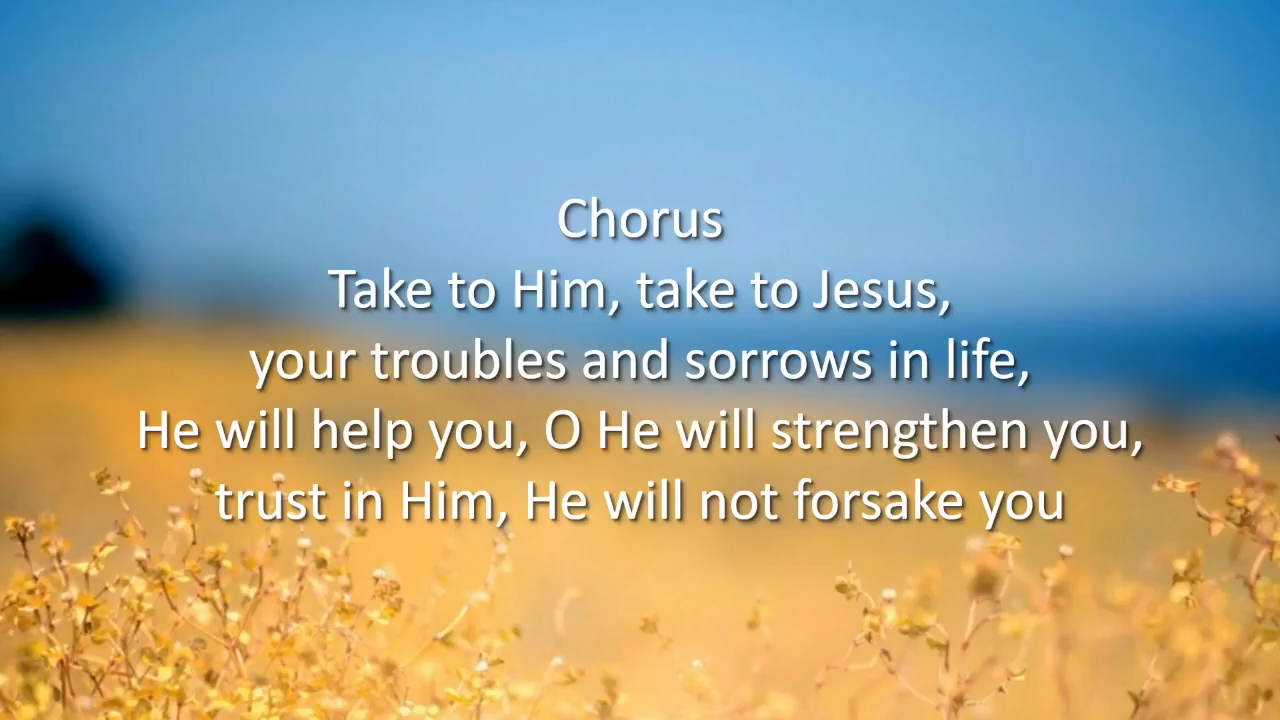 Chorus
Take to Him, take to Jesus,
your troubles and sorrows in life,
He will help you, O He will strengthen you,
trust in Him, He will not forsake you